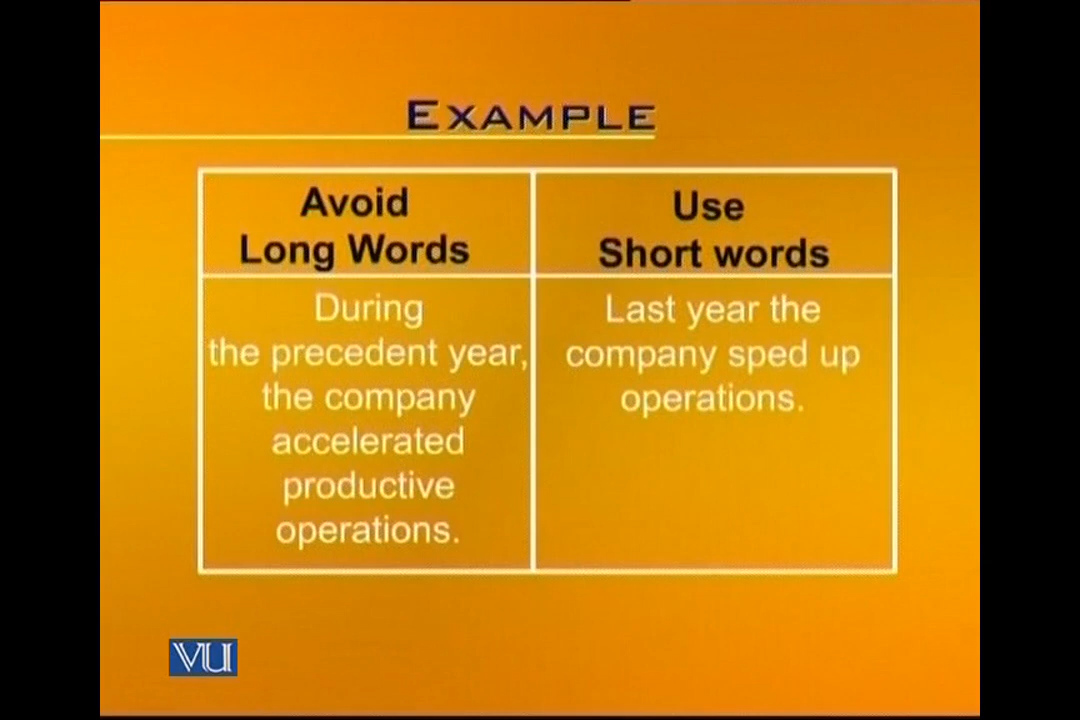 Example
Avoid
Long Words
Use
Short words
During
the precedent year,
the company
accelerated
productive
operations.
Last year the
company sped up
operations.
VU